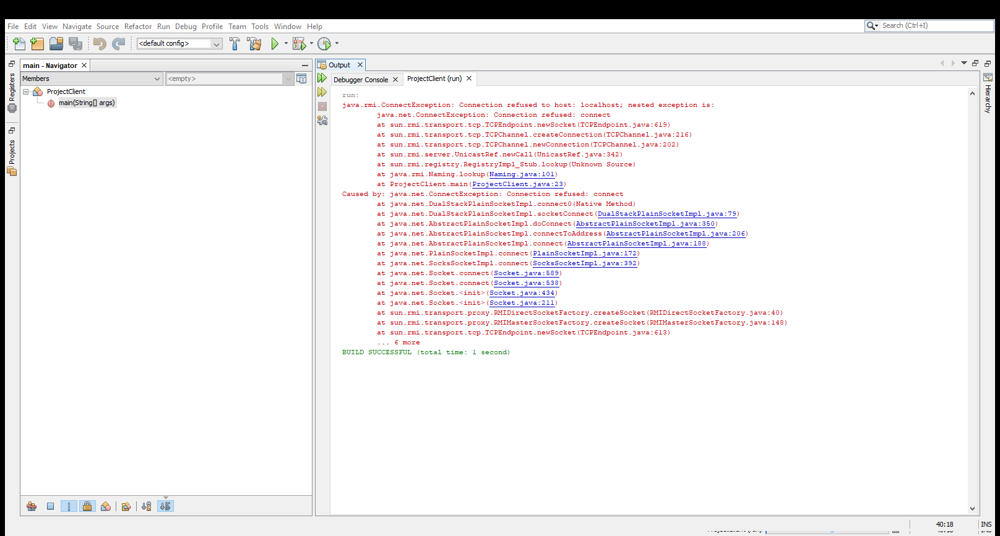 File Edit View Navigate Source Refactor Run Debug Profile Team Tools Window Help
Search (Ctrl+I)
<default config>
main - Navigator
Members
<empty>
ProjectClient
main(String[] args)
Registers
Projects
Output
Debugger Console
ProjectClient (run)
Hierarchy
run:
java.rmi.ConnectException: Connection refused to host: localhost; nested exception is:
java.net.ConnectException: Connection refused: connect
at sun.rmi.transport.tcp.TCPEndpoint.newSocket(TCPEndpoint.java:619)
at sun.rmi.transport.tcp.TCPChannel.createConnection(TCPChannel.java:216)
at sun.rmi.transport.tcp.TCPChannel.newConnection(TCPChannel.java:202)
at sun.rmi.server.UnicastRef.newCall(UnicastRef.java:342)
at sun.rmi.registry.RegistryImpl_Stub.lookup(Unknown Source)
at java.rmi.Naming.lookup(Naming.java:101)
at ProjectClient.main(ProjectClient.java:23)
Caused by: java.net.ConnectException: Connection refused: connect
at java.net.DualStackPlainSocketImpl.connect0(Native Method)
at java.net.DualStackPlainSocketImpl.socketConnect(DualStackPlainSocketImpl.java:79)
at java.net.AbstractPlainSocketImpl.doConnect(AbstractPlainSocketImpl.java:350)
at java.net.AbstractPlainSocketImpl.connectToAddress(AbstractPlainSocketImpl.java:206)
at java.net.AbstractPlainSocketImpl.connect(AbstractPlainSocketImpl.java:188)
at java.net.PlainSocketImpl.connect(PlainSocketImpl.java:172)
at java.net.SocksSocketImpl.connect(SocksSocketImpl.java:392)
at java.net.Socket.connect(Socket.java:589)
at java.net.Socket.connect(Socket.java:538)
at java.net.Socket.<init>(Socket.java:434)
at java.net.Socket.<init>(Socket.java:211)
at sun.rmi.transport.proxy.RMIDirectSocketFactory.createSocket(RMIDirectSocketFactory.java:40)
at sun.rmi.transport.proxy.RMIMasterSocketFactory.createSocket(RMIMasterSocketFactory.java:148)
at sun.rmi.transport.tcp.TCPEndpoint.newSocket(TCPEndpoint.java:613)
... 6 more
BUILD SUCCESSFUL (total time: 1 second)
40:18 INS